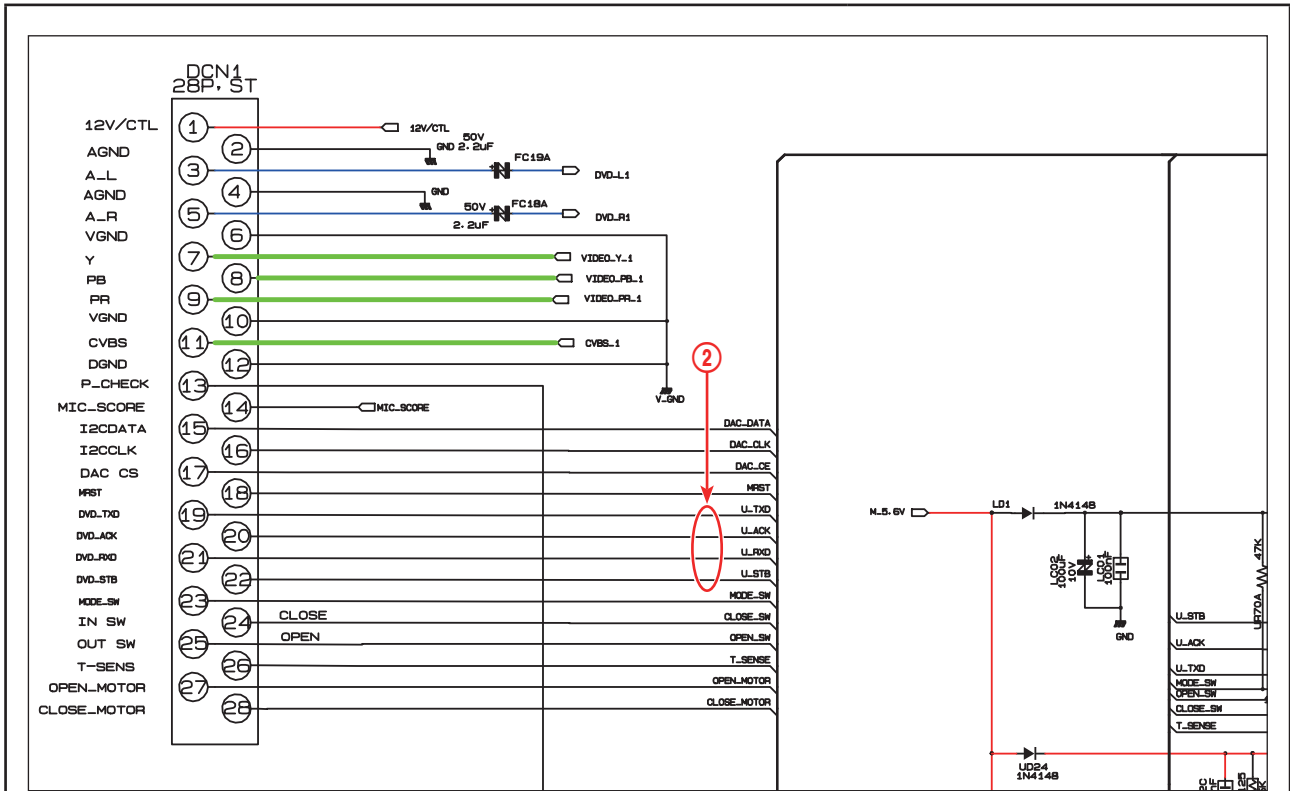 DCN1
28P, ST
12V/CTL
1
12V/CTL
AGND
2
GND
50V
2.2uF
FC19A
A_L
3
DVD_L1
AGND
4
GND
A_R
5
50V
2.2uF
FC18A
DVD_R1
VGND
6
Y
7
VIDEO_Y_1
PB
8
VIDEO_PB_1
PR
9
VIDEO_PR_1
VGND
10
CVBS
11
CVBS_1
DGND
12
V_GND
2
P_CHECK
13
MIC_SCORE
14
MIC_SCORE
I2CDATA
15
DAC_DATA
I2CCLK
16
DAC_CLK
DAC CS
17
DAC_CE
MRST
18
MRST
DVD_TXD
19
U_TXD
DVD_ACK
20
U_ACK
DVD_RXD
21
U_RXD
DVD_STB
22
U_STB
MODE_SW
23
MODE_SW
IN SW
24
CLOSE
CLOSE_SW
OUT SW
25
OPEN
OPEN_SW
T-SENS
26
T_SENSE
OPEN_MOTOR
27
OPEN_MOTOR
CLOSE_MOTOR
28
CLOSE_MOTOR
M_5.6V
LD1
1N4148
LC02
100uF
10V
LC01
100nF
GND
UR70A
47K
U_STB
U_ACK
U_TXD
MODE_SW
OPEN_SW
CLOSE_SW
T_SENSE
UD24
1N4148